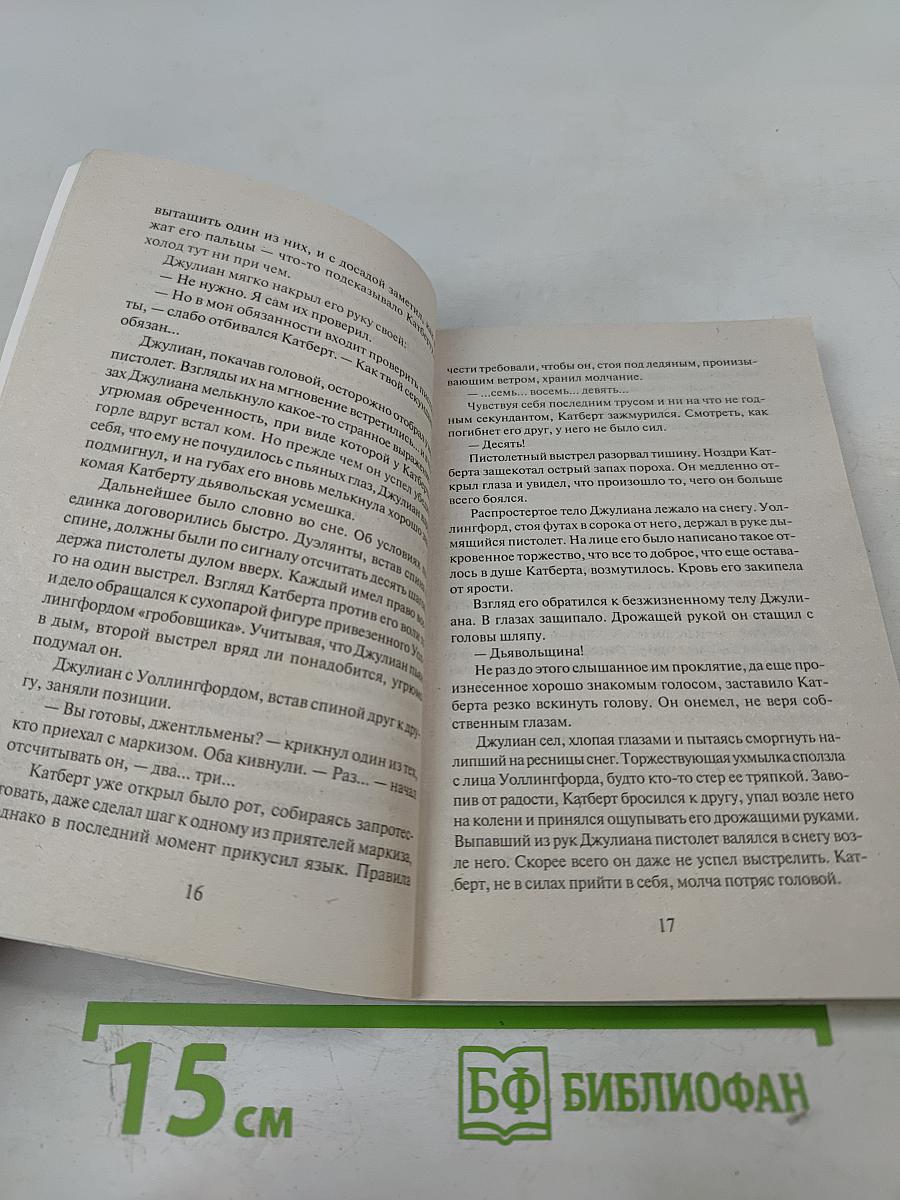 вытащить один из них, и с досадой заметил,
жат его пальцы — что-то подсказывало Катберту,
холод тут ни при чем.
Джулиан мягко накрыл его руку своей:
— Не нужно. Я сам их проверил.
— Но в мои обязанности входит проверить
ты, — слабо отбивался Катберт. — Как твой
обязан...
Джулиан, покачав головой, осторожно отобрал
пистолет. Взгляды их на мгновение встретились...
зах Джулиана мелькнуло какое-то странное
угрюмая обреченность, при виде которой у
горле вдруг встал ком. Но прежде чем он успел
себя, что ему не почудилось с пьяных глаз, Джулиан
подмигнул, и на губах его вновь мелькнула хорошо
комая Катберту дьявольская усмешка.
Дальнейшее было словно во сне. Об условиях
единка договорились быстро. Дуэлянты, встав
спине, должны были по сигналу отсчитать десять
держа пистолеты дулом вверх. Каждый имел право
го на один выстрел. Взгляд Катберта против его воли
и дело обращался к сухопарой фигуре привезенного
лингфордом «гробовщика». Учитывая, что Джулиан
в дым, второй выстрел вряд ли понадобится,
подумал он.
Джулиан с Уоллингфордом, встав спиной друг к дру-
гу, заняли позиции.
— Вы готовы, джентльмены? — крикнул один из тех,
кто приехал с маркизом. Оба кивнули. — Раз... — начал
отсчитывать он, — два... три...
Катберт уже открыл было рот, собираясь запротес-
товать, даже сделал шаг к одному из приятелей маркиза,
однако в последний момент прикусил язык. Правила
16
чести требовали, чтобы он, стоя под ледяным, пронизы-
вающим ветром, хранил молчание.
— ...семь... восемь... девять...
Чувствуя себя последним трусом и ни на что не год-
ным секундантом, Катберт зажмурился. Смотреть, как
погибнет его друг, у него не было сил.
— Десять!
Пистолетный выстрел разорвал тишину. Ноздри Кат-
берта защекотал острый запах пороха. Он медленно от-
крыл глаза и увидел, что произошло то, чего он больше
всего боялся.
Распростертое тело Джулиана лежало на снегу. Уол-
лингфорд, стоя футах в сорока от него, держал в руке ды-
мящийся пистолет. На лице его было написано такое от-
кровенное торжество, что все то доброе, что еще остава-
лось в душе Катберта, возмутилось. Кровь его закипела
от ярости.
Взгляд его обратился к безжизненному телу Джули-
ана. В глазах защипало. Дрожащей рукой он стащил с
головы шляпу.
— Дьявольщина!
Не раз до этого слышанное им проклятие, да еще про-
изнесенное хорошо знакомым голосом, заставило Кат-
берта резко вскинуть голову. Он онемел, не веря соб-
ственным глазам.
Джулиан сел, хлопая глазами и пытаясь сморгнуть на-
липший на ресницы снег. Торжествующая ухмылка сползла
с лица Уоллингфорда, будто кто-то стер ее тряпкой. Заво-
пив от радости, Катберт бросился к другу, упал возле него
на колени и принялся ощупывать его дрожащими руками.
Выпавший из рук Джулиана пистолет валялся в снегу воз-
ле него. Скорее всего он даже не успел выстрелить. Кат-
берт, не в силах прийти в себя, молча потряс головой.
17
15 см
БФ БИБЛИОФАН